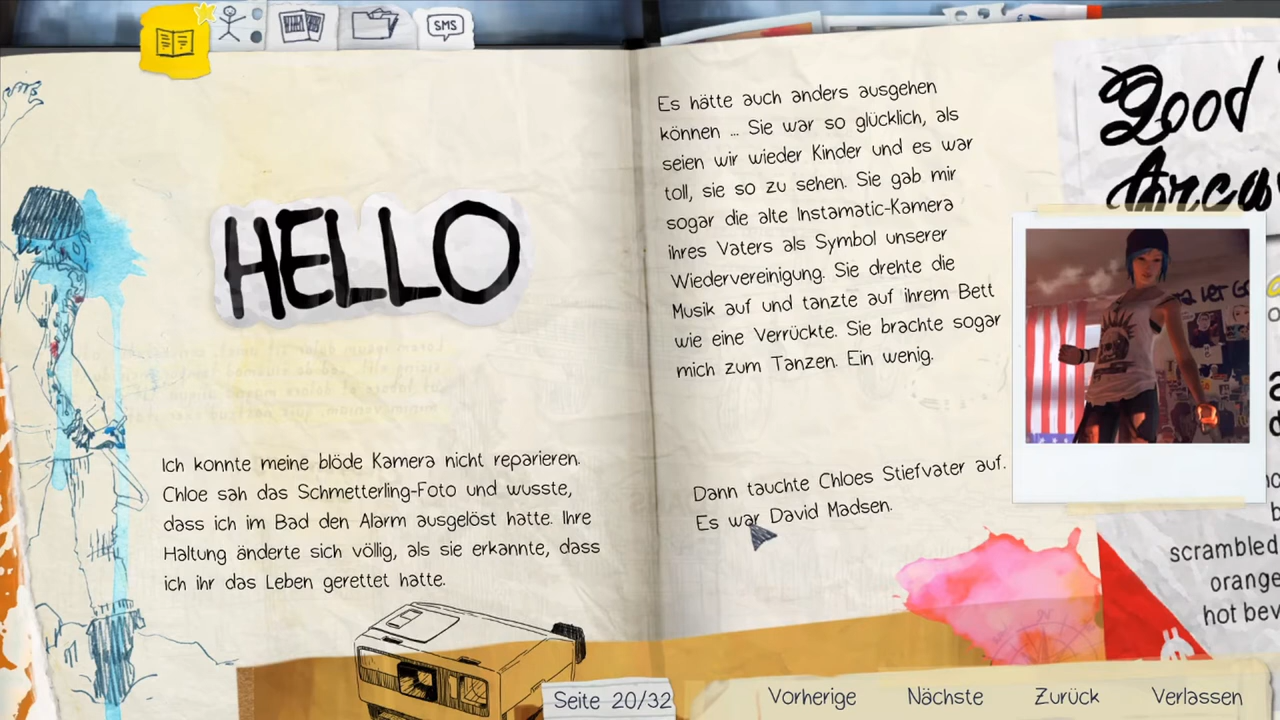 SMS
HELLO
Ich konnte meine blöde Kamera nicht reparieren.
Chloe sah das Schmetterling-Foto und wusste,
dass ich im Bad den Alarm ausgelöst hatte. Ihre
Haltung änderte sich völlig, als sie erkannte, dass
ich ihr das Leben gerettet hatte.
Es hätte auch anders ausgehen
können ... Sie war so glücklich, als
seien wir wieder Kinder und es war
toll, sie so zu sehen. Sie gab mir
sogar die alte Instamatic-Kamera
ihres Vaters als Symbol unserer
Wiedervereinigung. Sie drehte die
Musik auf und tanzte auf ihrem Bett
wie eine Verrückte. Sie brachte sogar
mich zum Tanzen. Ein wenig.
Dann tauchte Chloes Stiefvater auf.
Es war David Madsen.
Good
scrambled
orange
hot bev
Seite 20/32
Vorherige
Nächste
Zurück
Verlassen